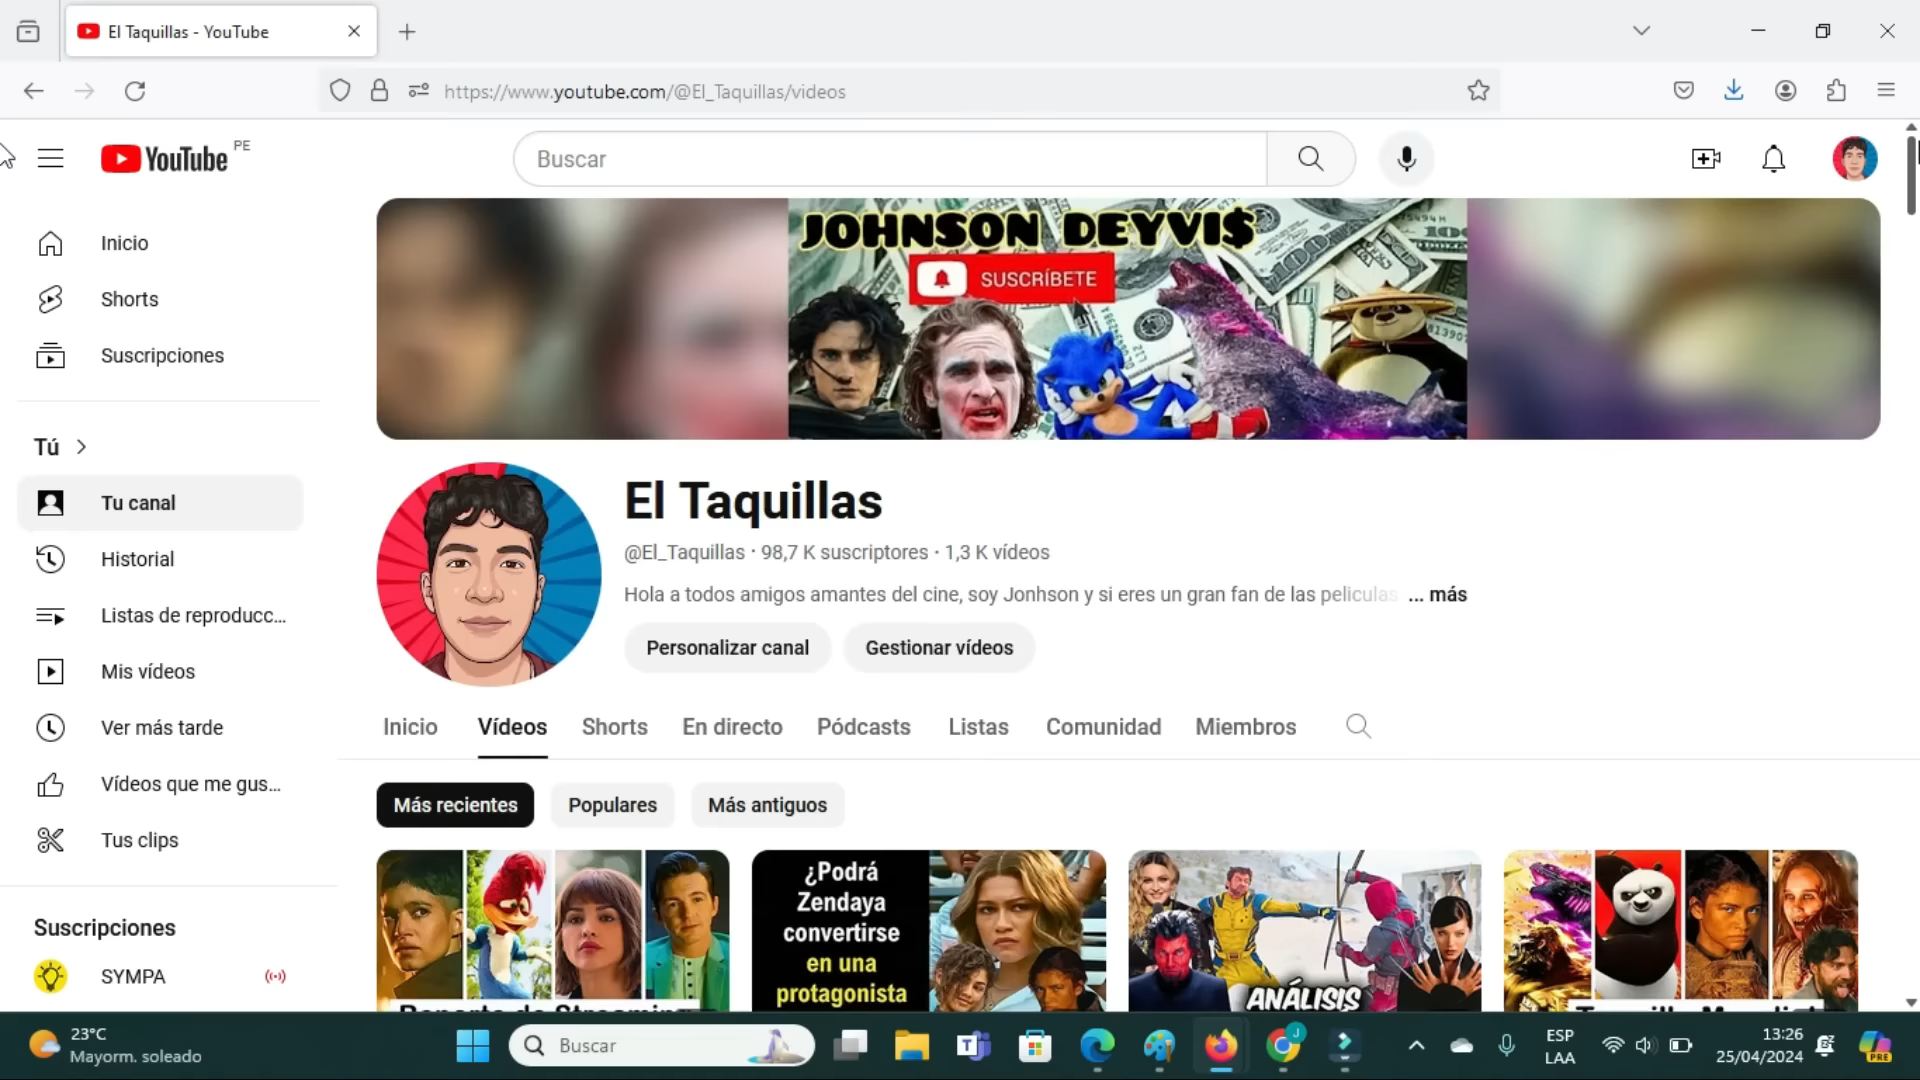 El Taquillas - YouTube
https://www.youtube.com/@El_Taquillas/videos
YouTube PE
Buscar
Inicio
Shorts
Suscripciones
Tú
Tu canal
Historial
Listas de reproducc...
Mis vídeos
Ver más tarde
Vídeos que me gus...
Tus clips
Suscripciones
SYMPA
JOHNSON DEYVI$
SUSCRÍBETE
El Taquillas
@El_Taquillas · 98,7 K suscriptores · 1,3 K vídeos
Hola a todos amigos amantes del cine, soy Jonhson y si eres un gran fan de las peliculas ... más
Personalizar canal
Gestionar vídeos
Inicio Vídeos Shorts En directo Pódcasts Listas Comunidad Miembros
Más recientes Populares Más antiguos
¿Podrá
Zendaya
convertirse
en una
protagonista
ANÁLISIS
23°C
Mayorm. soleado
Buscar
ESP
LAA
13:26
25/04/2024
PRE